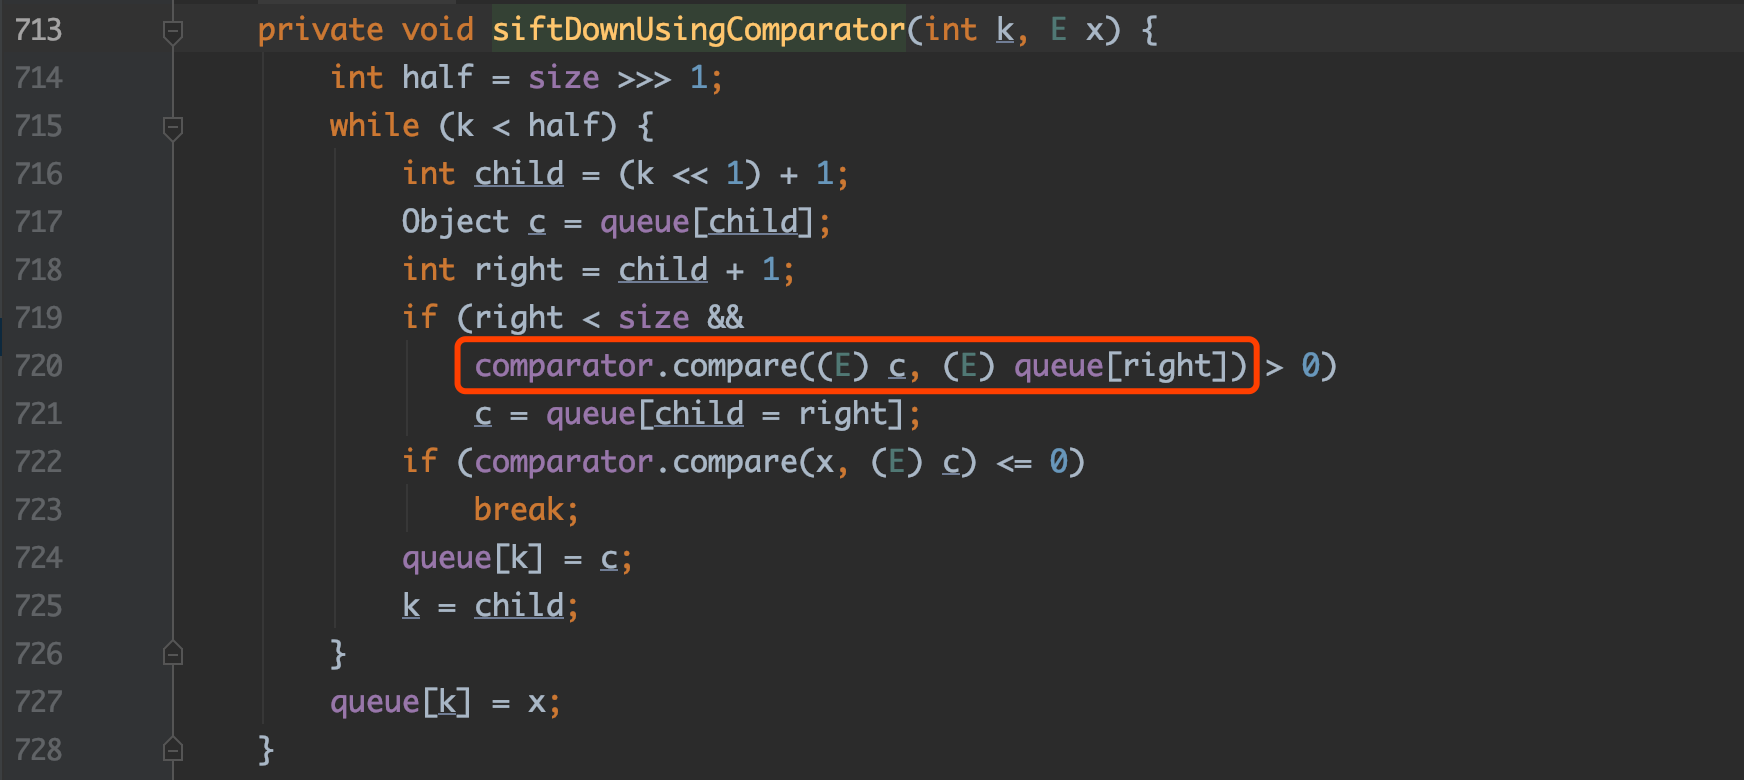 713 private void siftDownUsingComparator(int k, E x) {
714 int half = size >>> 1;
715 while (k < half) {
716 int child = (k << 1) + 1;
717 Object c = queue[child];
718 int right = child + 1;
719 if (right < size &&
720 comparator.compare((E) c, (E) queue[right]) > 0)
721 c = queue[child = right];
722 if (comparator.compare(x, (E) c) <= 0)
723 break;
724 queue[k] = c;
725 k = child;
726 }
727 queue[k] = x;
728 }